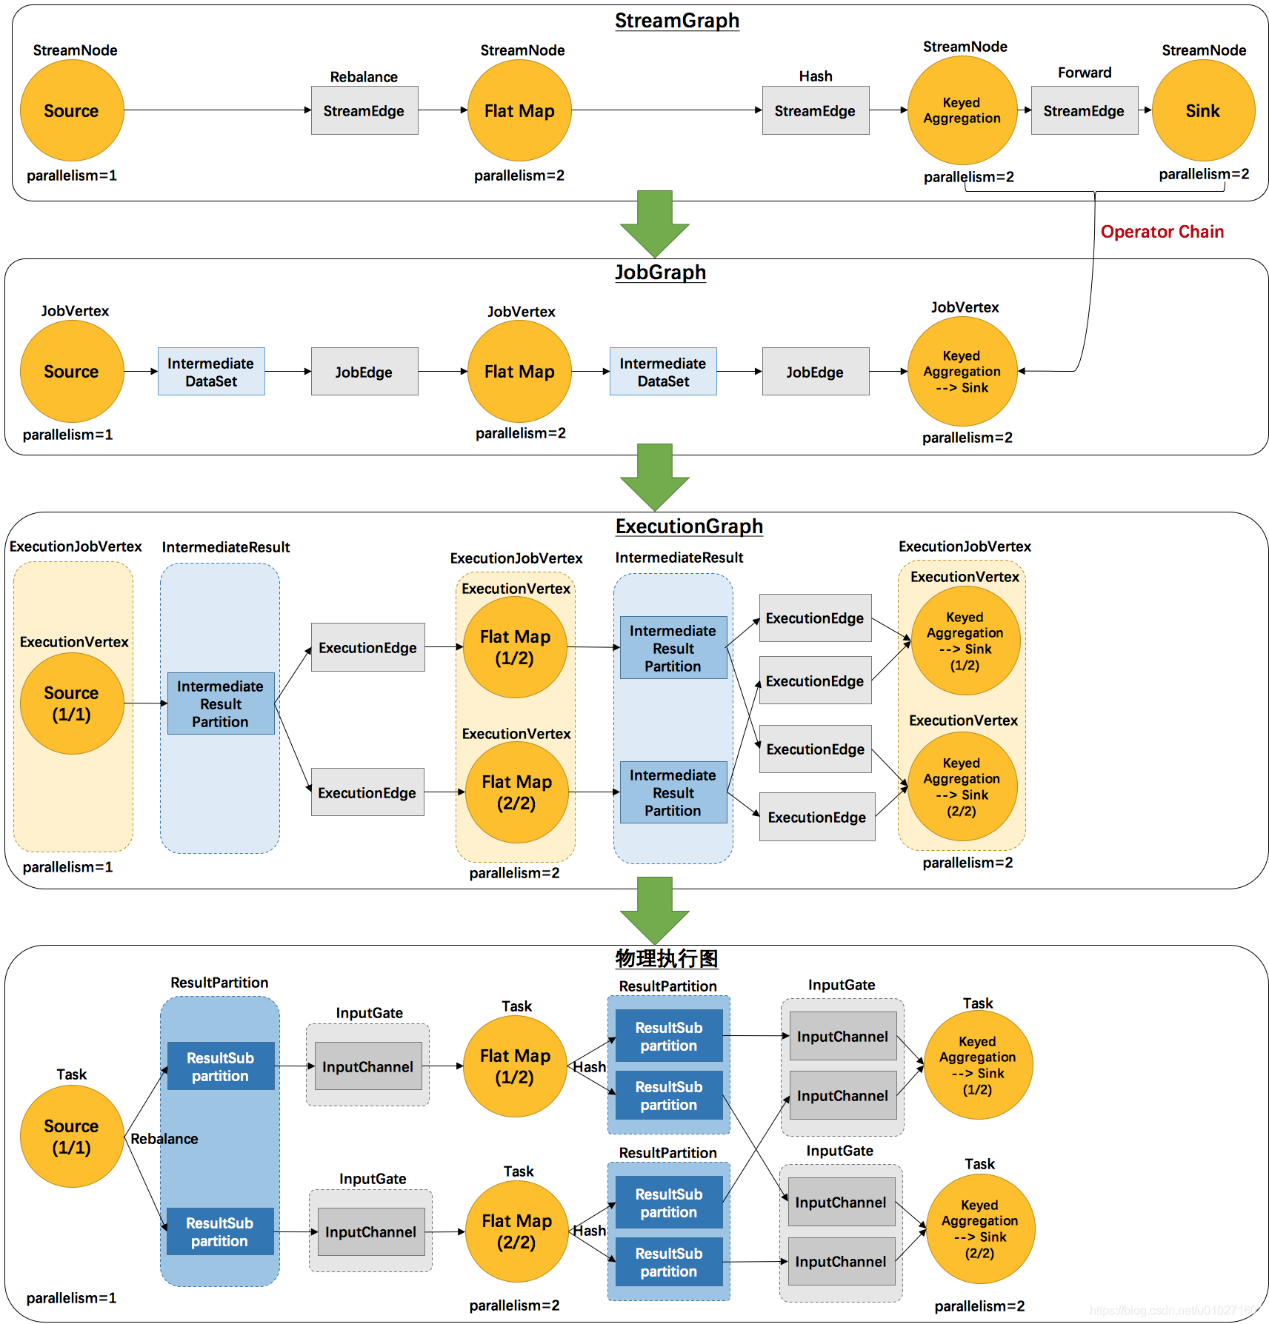 StreamGraph
StreamNode
Source
parallelism=1
Rebalance
StreamEdge
StreamNode
Flat Map
parallelism=2
Hash
StreamEdge
StreamNode
Keyed
Aggregation
parallelism=2
Forward
StreamEdge
StreamNode
Sink
parallelism=2
Operator Chain
JobGraph
JobVertex
Source
parallelism=1
Intermediate
DataSet
JobEdge
JobVertex
Flat Map
parallelism=2
Intermediate
DataSet
JobEdge
JobVertex
Keyed
Aggregation
--> Sink
parallelism=2
ExecutionGraph
ExecutionJobVertex
ExecutionVertex
Source
(1/1)
parallelism=1
IntermediateResult
Intermediate
Result
Partition
ExecutionEdge
ExecutionEdge
ExecutionJobVertex
ExecutionVertex
Flat Map
(1/2)
ExecutionVertex
Flat Map
(2/2)
parallelism=2
IntermediateResult
Intermediate
Result
Partition
Intermediate
Result
Partition
ExecutionEdge
ExecutionEdge
ExecutionEdge
ExecutionEdge
ExecutionJobVertex
ExecutionVertex
Keyed
Aggregation
--> Sink
(1/2)
ExecutionVertex
Keyed
Aggregation
--> Sink
(2/2)
parallelism=2
物理执行图
Task
Source
(1/1)
parallelism=1
Rebalance
ResultPartition
ResultSub
partition
ResultSub
partition
InputGate
InputChannel
InputGate
InputChannel
Task
Flat Map
(1/2)
Hash
Task
Flat Map
(2/2)
Hash
parallelism=2
ResultPartition
ResultSub
partition
ResultSub
partition
ResultPartition
ResultSub
partition
ResultSub
partition
InputGate
InputChannel
InputChannel
InputGate
InputChannel
InputChannel
Task
Keyed
Aggregation
--> Sink
(1/2)
Task
Keyed
Aggregation
--> Sink
(2/2)
parallelism=2